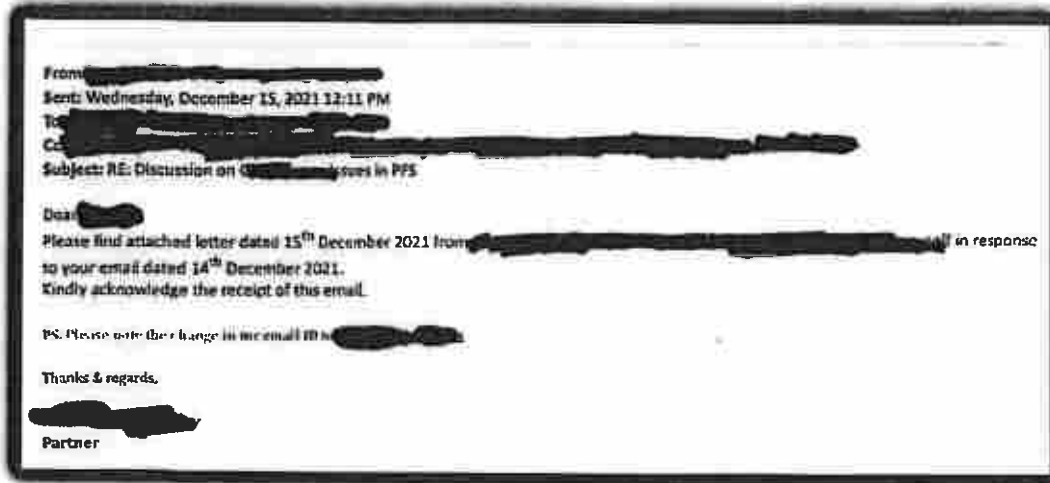 From
Sent: Wednesday, December 15, 2021 12:11 PM
To
Subject: RE: Discussion on issues in PFS
Dear
Please find attached letter dated 15th December 2021 from in response
to your email dated 14th December 2021.
Kindly acknowledge the receipt of this email.
PS. Please note the change in my email ID
Thanks & regards,
Partner